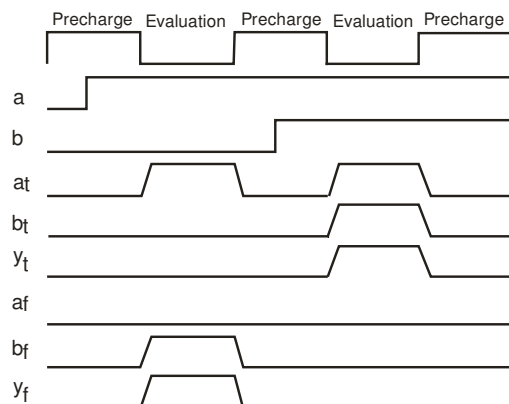 Precharge Evaluation Precharge Evaluation Precharge
a
b
at
bt
yt
af
bf
yf